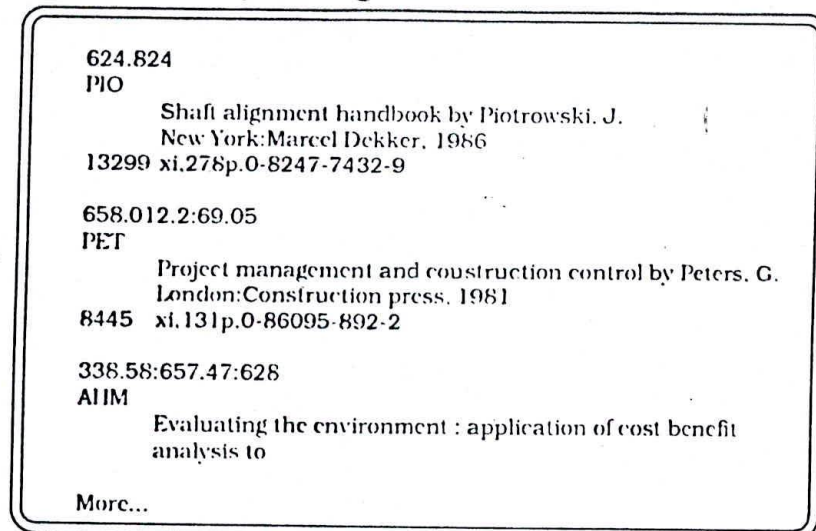 624.824
PIO
Shaft alignment handbook by Piotrowski. J.
New York:Marcel Dekker, 1986
13299 xi.278p.0-8247-7432-9
658.012.2:69.05
PET
Project management and coustruction control by Peters. G.
London:Construction press, 1981
8445 xi.131p.0-86095-892-2
338.58:657.47:628
AHM
Evaluating the environment : application of cost benefit
analysis to
More...